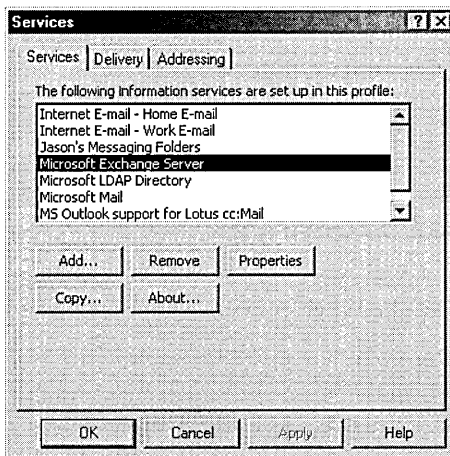 Services
Services Delivery Addressing
The following information services are set up in this profile:
Internet E-mail - Home E-mail
Internet E-mail - Work E-mail
Jason's Messaging Folders
Microsoft Exchange Server
Microsoft LDAP Directory
Microsoft Mail
MS Outlook support for Lotus cc:Mail
Add... Remove Properties
Copy... About...
OK Cancel Apply Help